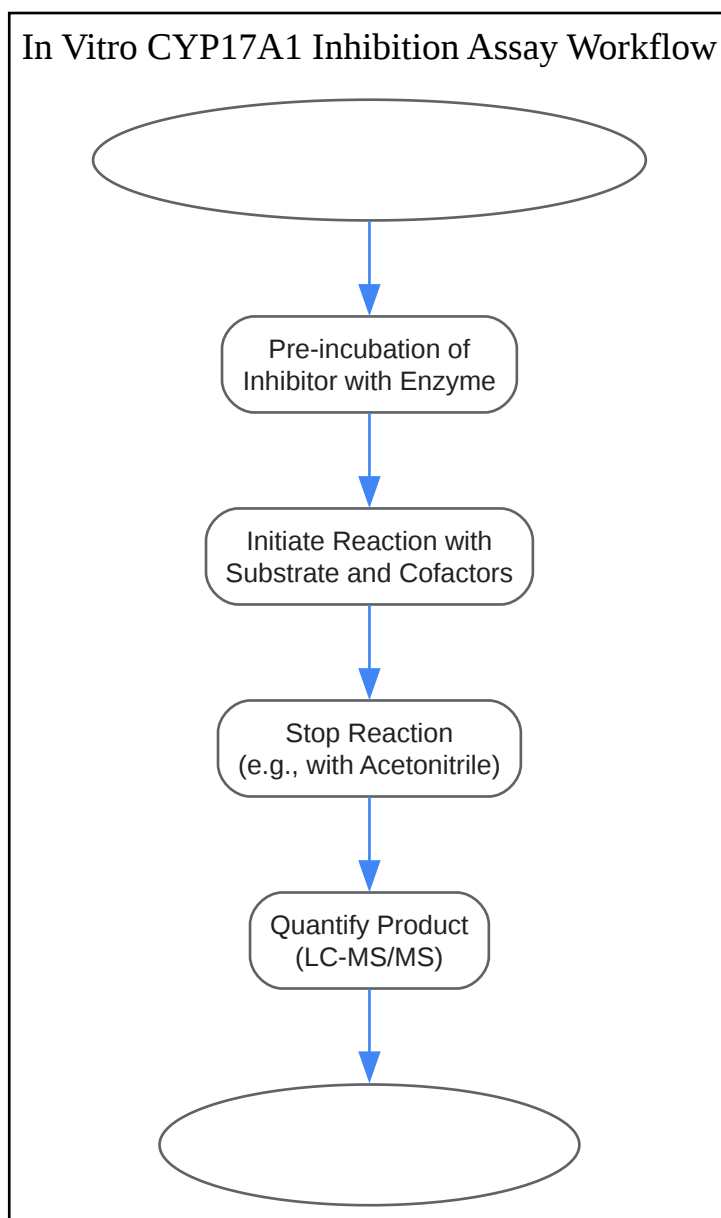 In Vitro CYP17A1 Inhibition Assay Workflow
Pre-incubation of
Inhibitor with Enzyme
Initiate Reaction with
Substrate and Cofactors
Stop Reaction
(e.g., with Acetonitrile)
Quantify Product
(LC-MS/MS)